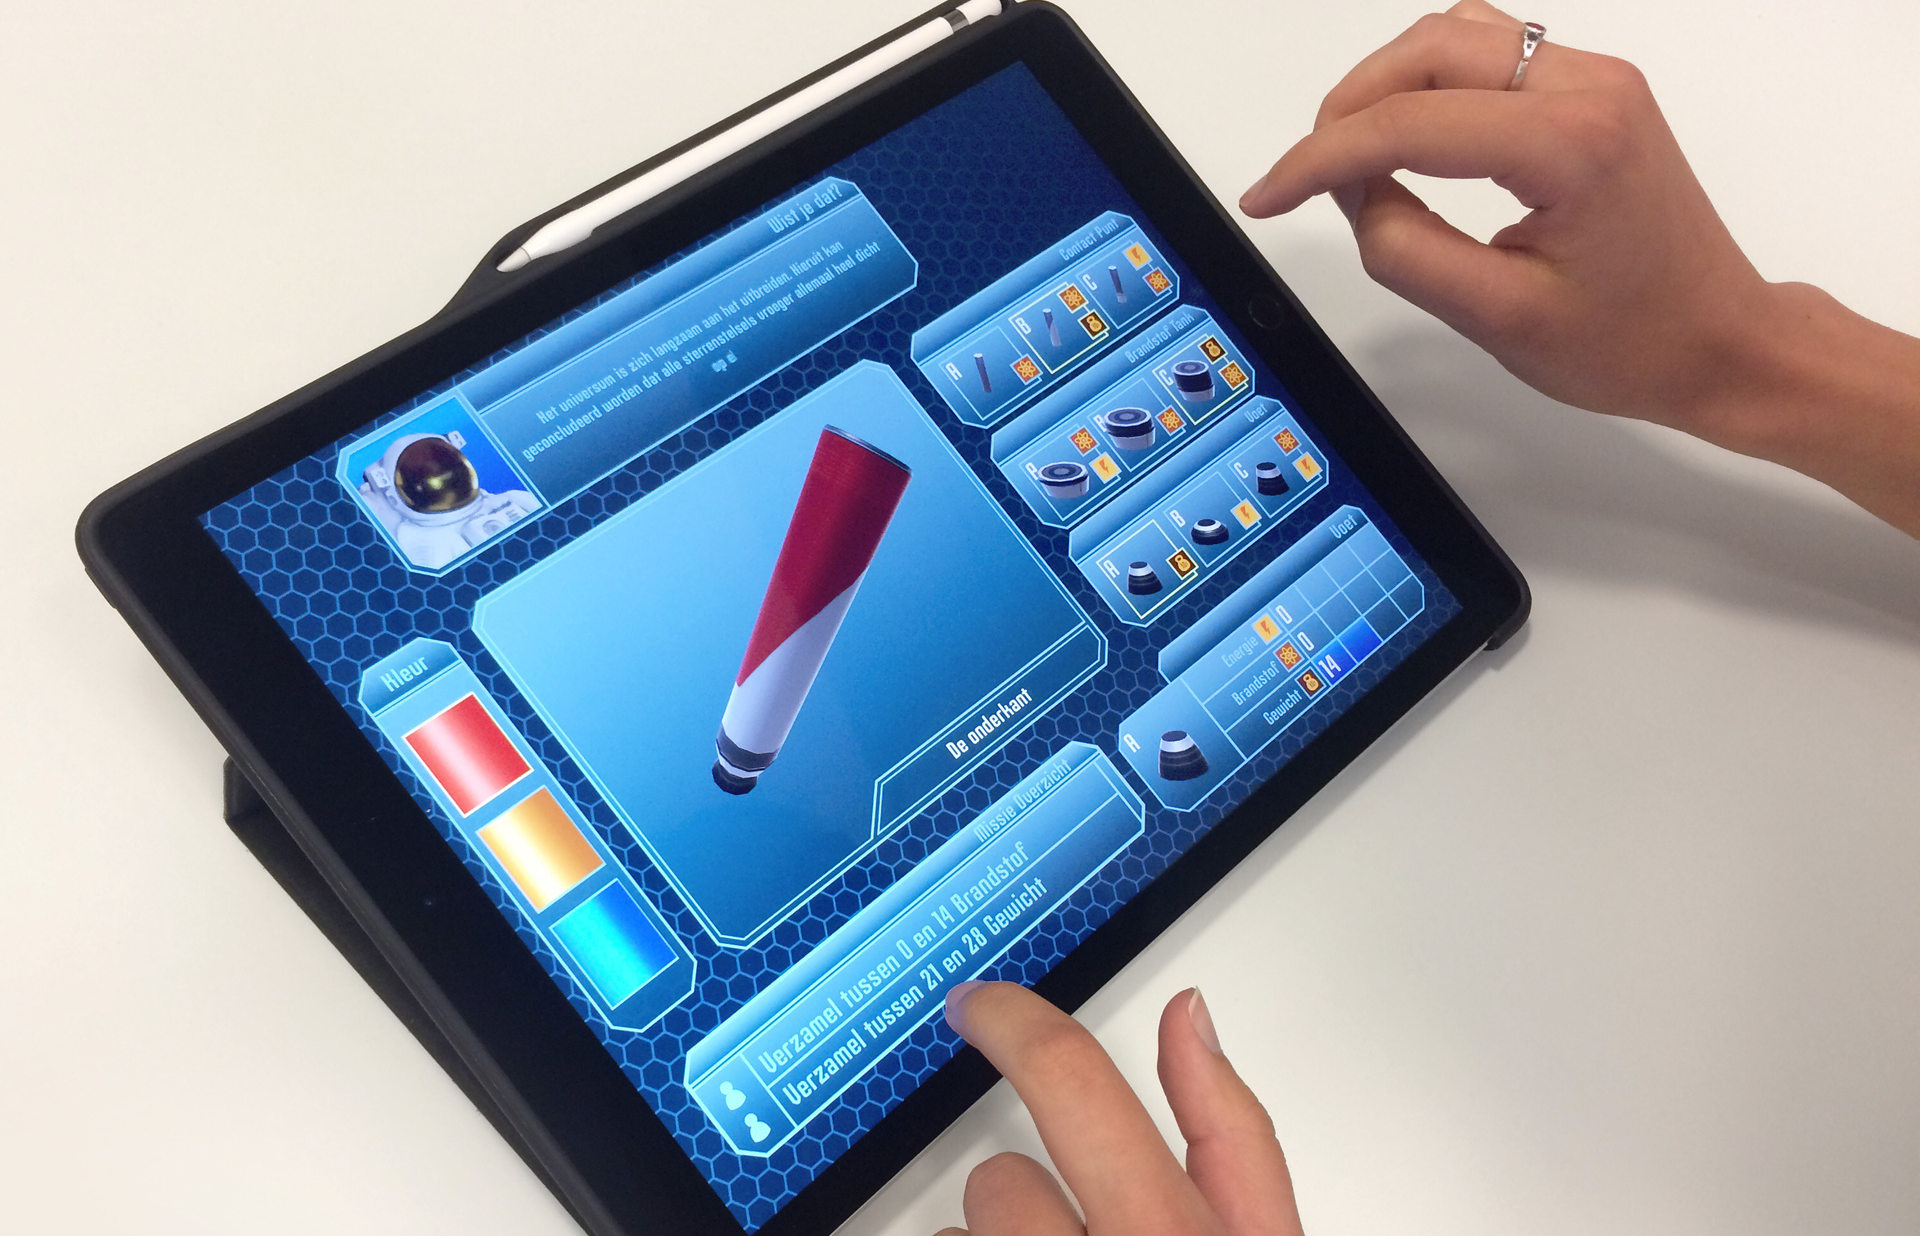 Wist je dat?
Het universum is zich langzaam aan het uitbreiden. Hieruit kan
geconcludeerd worden dat alle sterrenstelsels vroeger allemaal heel dicht
op el
Contact Punt
A
B
C
Brandstof Tank
A
B
C
Voet
A
B
C
Voet
Energie 0
Brandstof 0
Gewicht 14
A
Kleur
De onderkant
Missie Overzicht
Verzamel tussen 0 en 14 Brandstof
Verzamel tussen 21 en 28 Gewicht